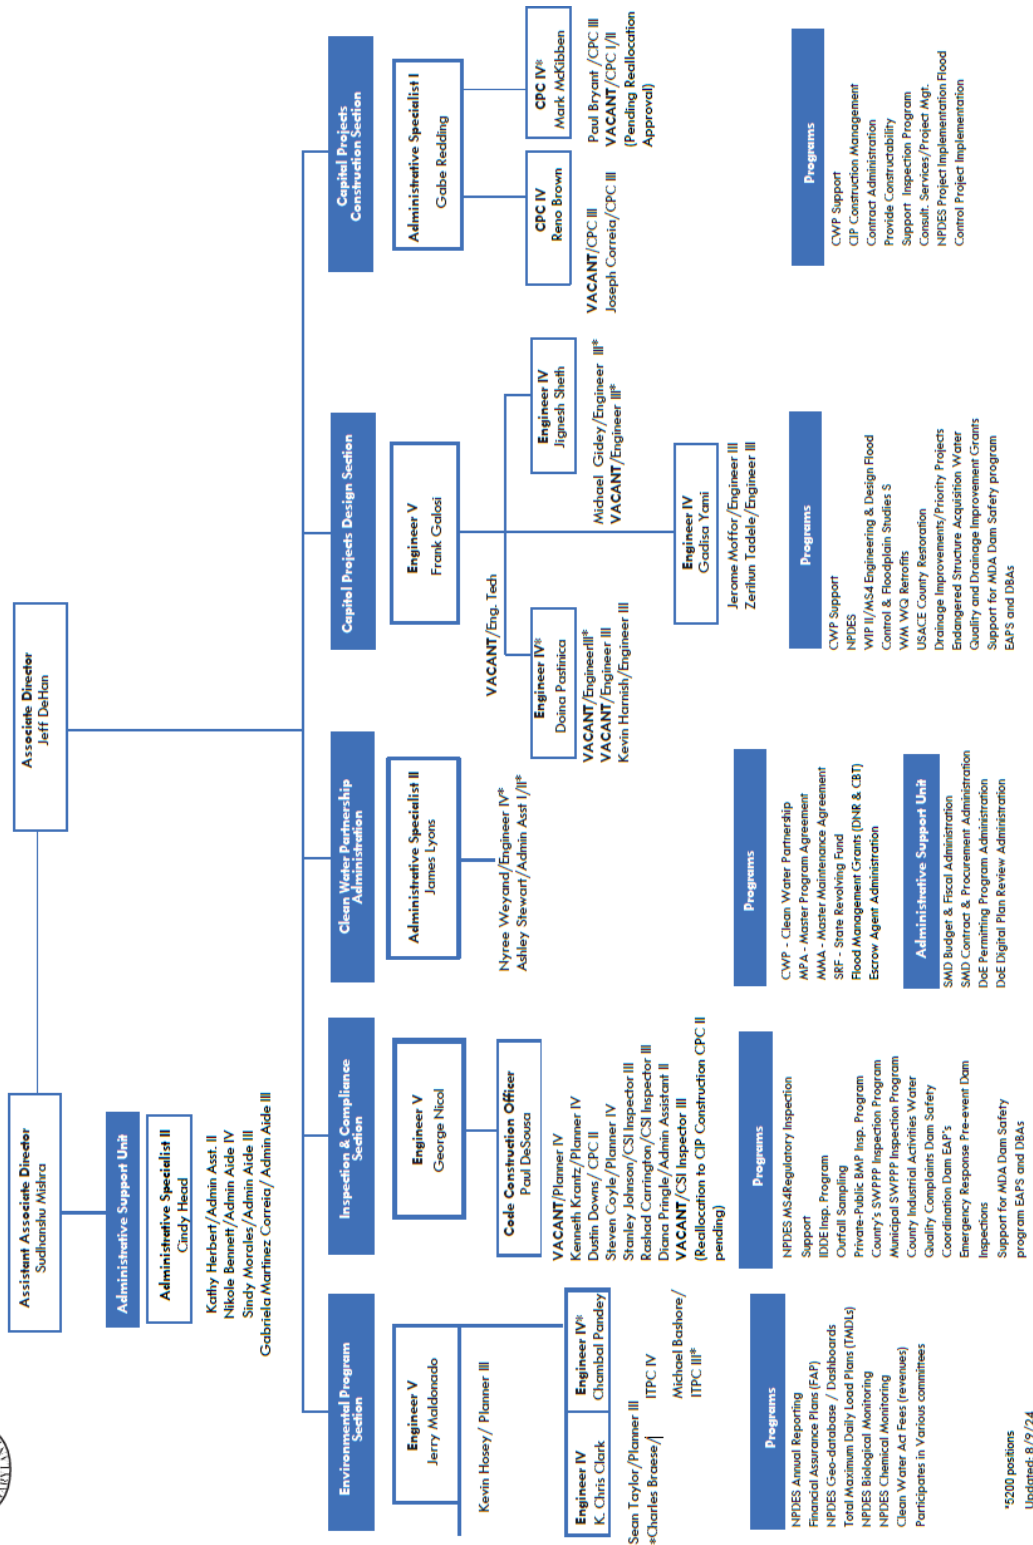 Associate Director
Jeff DeHan
Assistant Associate Director
Sudhanshu Mishra
Administrative Support Unit
Administrative Specialist II
Cindy Head
Kathy Herbert/Admin Asst. II
Nikole Bennett/Admin Aide IV
Sindy Morales/Admin Aide III
Gabriela Martinez Correia/ Admin Aide III
Environmental Program
Section
Engineer V
Jerry Maldonado
Kevin Hosey/ Planner III
Engineer IV
K. Chris Clark
Sean Taylor/Planner III
*Charles Braese/|
ITPC IV
Engineer IV*
Chambal Pandey
Michael Bashore/
ITPC III*
Programs
NPDES Annual Reporting
Financial Assurance Plans (FAP)
NPDES Geo-database / Dashboards
Total Maximum Daily Load Plans (TMDLs)
NPDES Biological Monitoring
NPDES Chemical Monitoring
Clean Water Act Fees (revenues)
Participates in Various committees
Inspection & Compliance
Section
Engineer V
George Nicol
Code Construction Officer
Paul DeSousa
VACANT/Planner IV
Kenneth Krantz/Planner IV
Dustin Downs/ CPC II
Steven Coyle/Planner IV
Stanley Johnson/CSI Inspector III
Rashad Carrington/CSI Inspector III
Diana Pringle/Admin Assistant II
VACANT/CSI Inspector III
(Reallocation to CIP Construction CPC II
pending)
Programs
NPDES MS4Regulatory Inspection
Support
IDDE Insp. Program
Outfall Sampling
Private-Public BMP Insp. Program
County's SWPPP Inspection Program
Municipal SWPPP Inspection Program
County Industrial Activities Water
Quality Complaints Dam Safety
Coordination Dam EAP's
Emergency Response Pre-event Dam
Inspections
Support for MDA Dam Safety
program EAPS and DBAs
Clean Water Partnership
Administration
Administrative Specialist II
James Lyons
Nyree Weyand/Engineer IV*
Ashley Stewart/Admin Asst I/II*
Programs
CWP - Clean Water Partnership
MPA - Master Program Agreement
MMA - Master Maintenance Agreement
SRF - State Revolving Fund
Flood Management Grants (DNR & CBT)
Escrow Agent Administration
Administrative Support Unit
SMD Budget & Fiscal Administration
SMD Contract & Procurement Administration
DoE Permitting Program Administration
DoE Digital Plan Review Administration
Capitol Projects Design Section
Engineer V
Frank Galosi
VACANT/Eng. Tech
Engineer IV*
Doina Pastinica
VACANT/EngineerIII*
VACANT/Engineer III
Kevin Harnish/Engineer III
Engineer IV
Jignesh Sheth
Michael Gidey/Engineer III*
VACANT/Engineer III*
Engineer IV
Gadisa Yami
Jerome Moffor/Engineer III
Zerihun Tadele/Engineer III
Programs
CWP Support
NPDES
WIP II/MS4 Engineering & Design Flood
Control & Floodplain Studies S
WM WQ Retrofits
USACE County Restoration
Drainage Improvements/Priority Projects
Endangered Structure Acquisition Water
Quality and Drainage Improvement Grants
Support for MDA Dam Safety program
EAPS and DBAs
Capital Projects
Construction Section
Administrative Specialist I
Gabe Redding
CPC IV
Reno Brown
VACANT/CPC III
Joseph Correia/CPC III
CPC IV*
Mark McKibben
Paul Bryant /CPC III
VACANT/CPC I/II
(Pending Reallocation
Approval)
Programs
CWP Support
CIP Construction Management
Contract Administration
Provide Constructability
Support Inspection Program
Consult. Services/Project Mgt.
NPDES Project Implementation Flood
Control Project Implementation
*5200 positions
Updated: 8/9/24